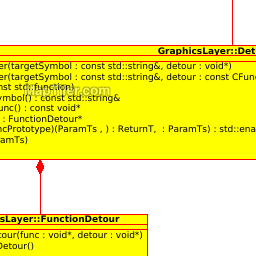 GraphicsLayer::Det
er(targetSymbol : const std::string&, detour : void*)
er(targetSymbol : const std::string&, detour : const CFunc
nst std::function)
ymbol() : const std::string&
unc() : const void*
: FunctionDetour*
ncPrototype)(ParamTs , ) : ReturnT, : ParamTs) : std::ena
amTs)
sLayer::FunctionDetour
tour(func : void*, detour : void*)
Detour()